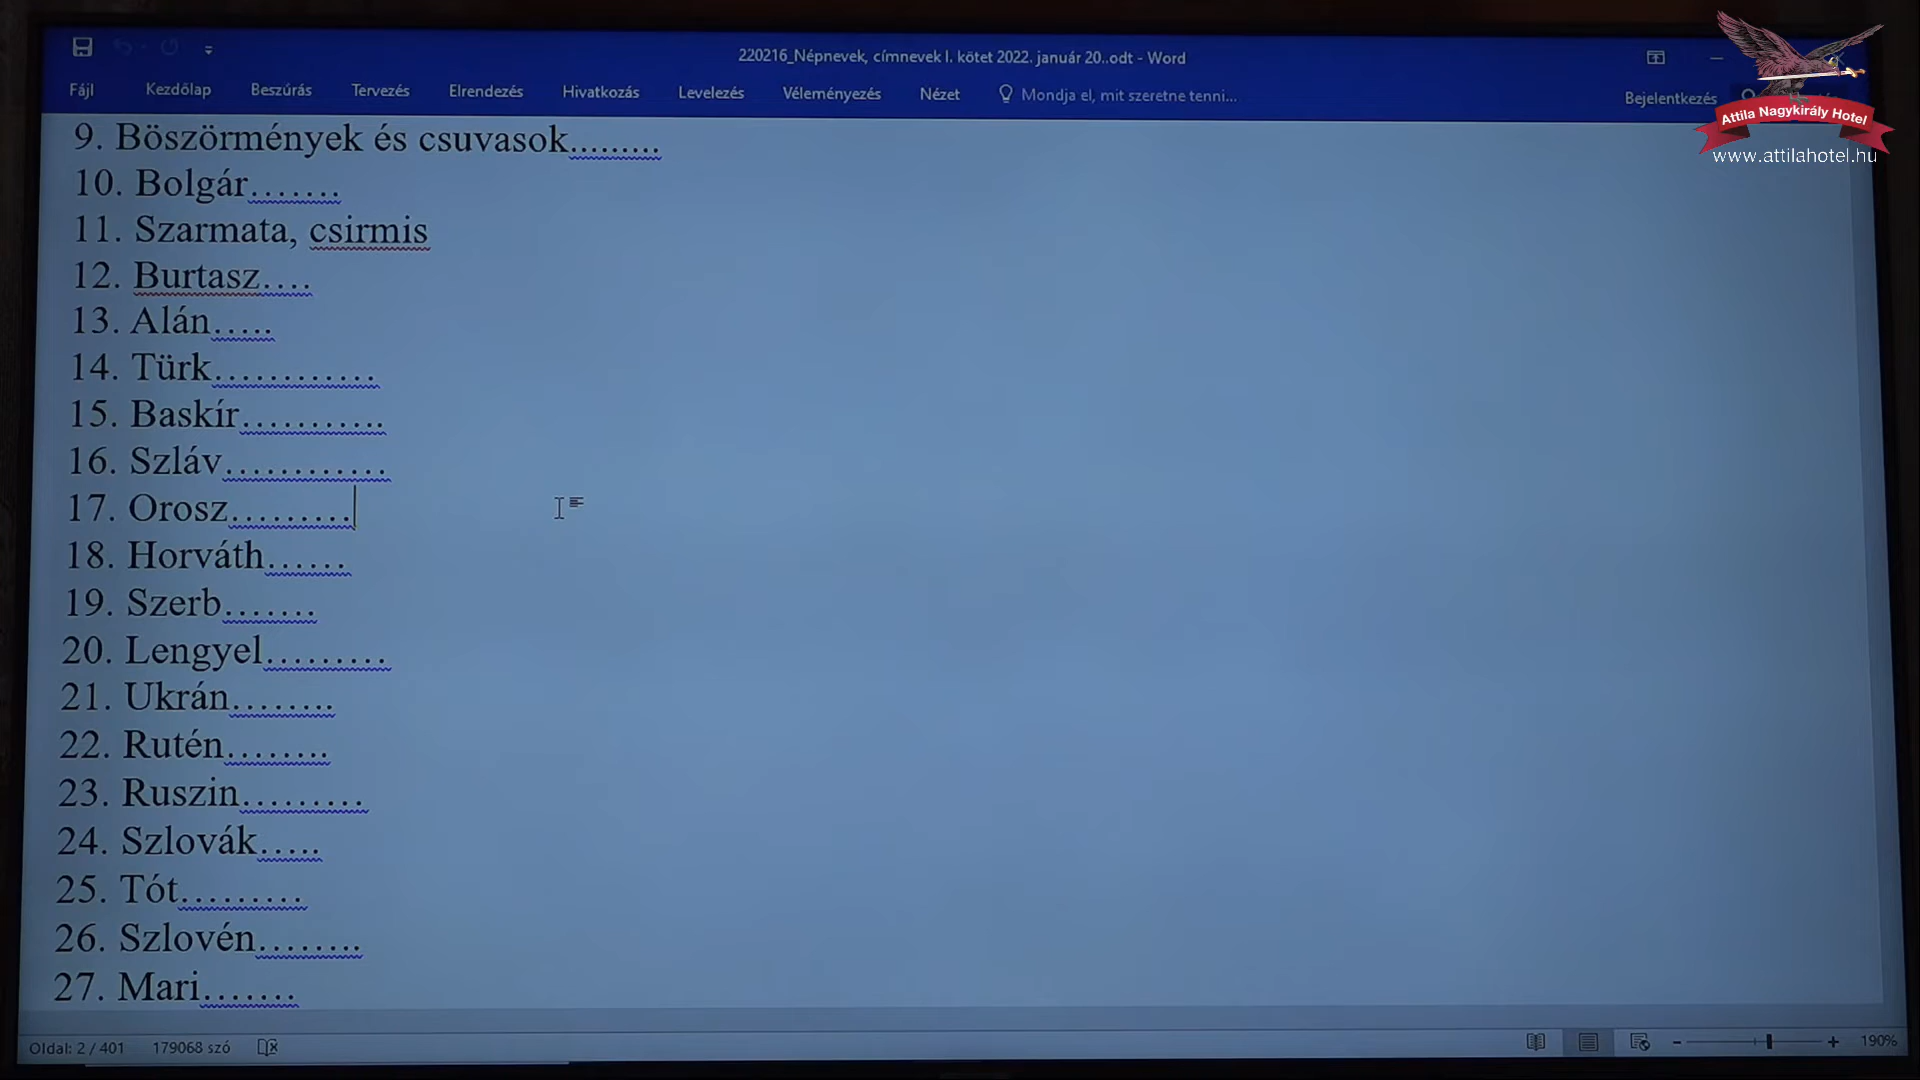 220216_Népnevek, címnevek I. kötet 2022. január 20..odt - Word
Fájl Kezdőlap Beszúrás Tervezés Elrendezés Hivatkozás Levelezés Véleményezés Nézet Mondja el, mit szeretne tenni... Bejelentkezés
Attila Nagykirály Hotel
www.attilahotel.hu
9. Böszörmények és csuvasok.........
10. Bolgár.......
11. Szarmata, csirmis
12. Burtasz....
13. Alán.....
14. Türk............
15. Baskír...........
16. Szláv............
17. Orosz.........
18. Horváth......
19. Szerb.......
20. Lengyel.........
21. Ukrán........
22. Rutén........
23. Ruszin.........
24. Szlovák.....
25. Tót.........
26. Szlovén........
27. Mari.......
Oldal: 2 / 401 179068 szó 190%